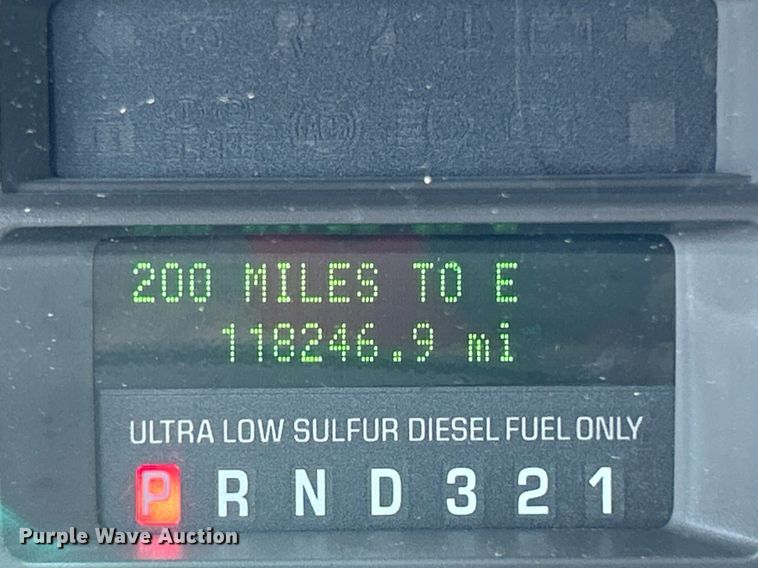 200 MILES TO E
118246.9 mi
ULTRA LOW SULFUR DIESEL FUEL ONLY
P R N D 3 2 1
Purple Wave Auction